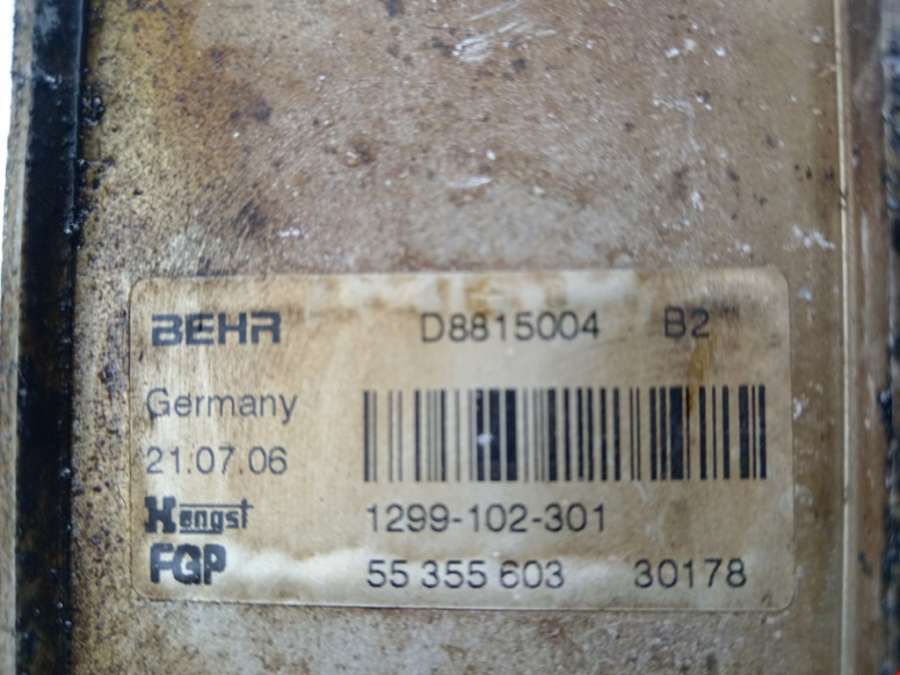 BEHR D8815004 B2
Germany
21.07.06
Hengst 1299-102-301
FGP 55 355 603 30178